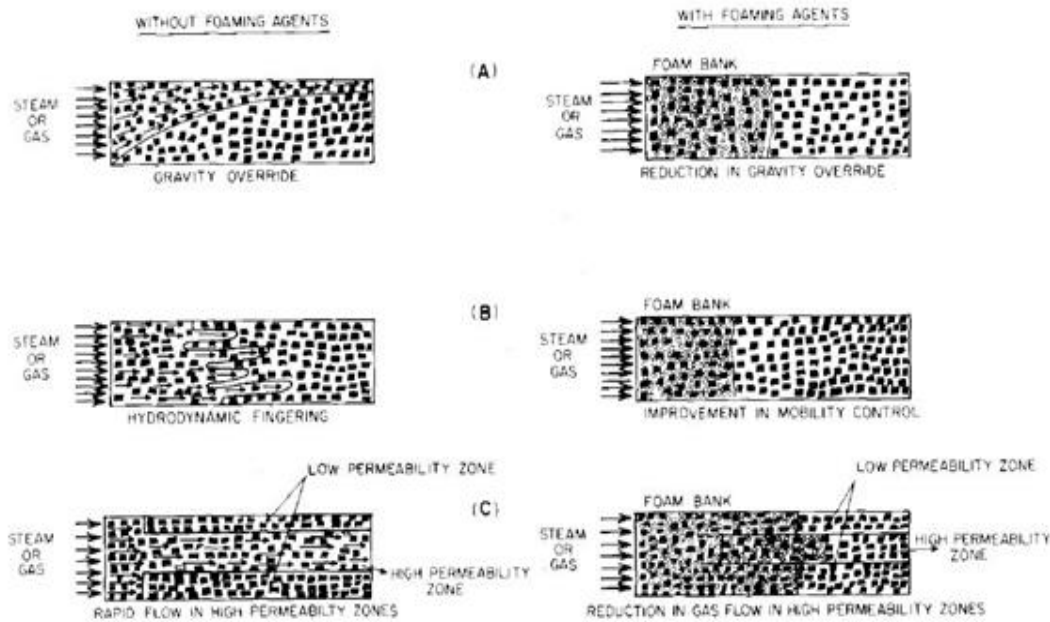 WITHOUT FOAMING AGENTS
WITH FOAMING AGENTS
(A)
STEAM
OR
GAS
GRAVITY OVERRIDE
FOAM BANK
STEAM
OR
GAS
REDUCTION IN GRAVITY OVERRIDE
(B)
STEAM
OR
GAS
HYDRODYNAMIC FINGERING
FOAM BANK
STEAM
OR
GAS
IMPROVEMENT IN MOBILITY CONTROL
(C)
LOW PERMEABILITY ZONE
STEAM
OR
GAS
HIGH PERMEABILITY
ZONE
RAPID FLOW IN HIGH PERMEABILTY ZONES
LOW PERMEABILITY ZONE
FOAM BANK
STEAM
OR
GAS
HIGH PERMEABILITY
ZONE
REDUCTION IN GAS FLOW IN HIGH PERMEABILITY ZONES